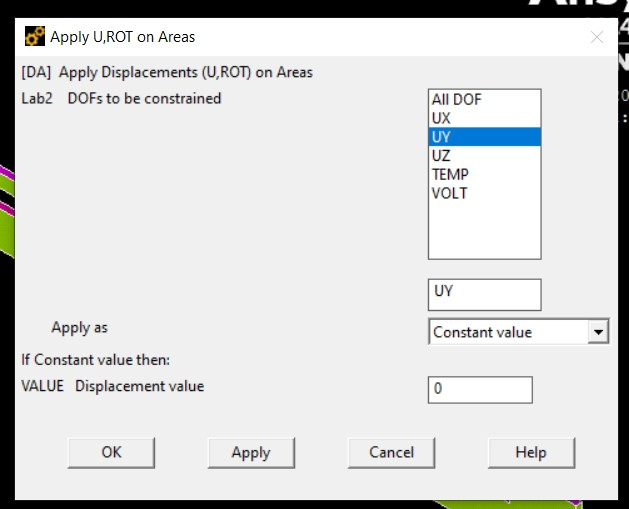 Apply U,ROT on Areas
[DA] Apply Displacements (U,ROT) on Areas
Lab2 DOFs to be constrained
All DOF
UX
UY
UZ
TEMP
VOLT
UY
Apply as
Constant value
If Constant value then:
VALUE Displacement value
0
OK Apply Cancel Help